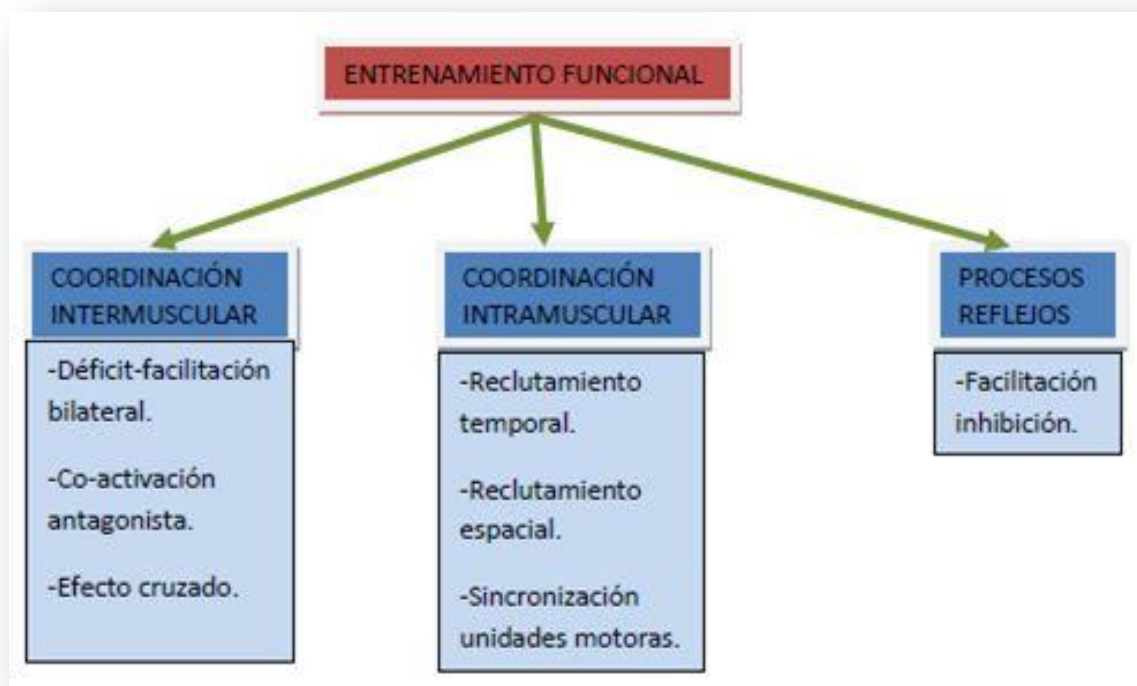 ENTRENAMIENTO FUNCIONAL
COORDINACIÓN
INTERMUSCULAR
-Déficit-facilitación
bilateral.
-Co-activación
antagonista.
-Efecto cruzado.
COORDINACIÓN
INTRAMUSCULAR
-Reclutamiento
temporal.
-Reclutamiento
espacial.
-Sincronización
unidades motoras.
PROCESOS
REFLEJOS
-Facilitación
inhibición.